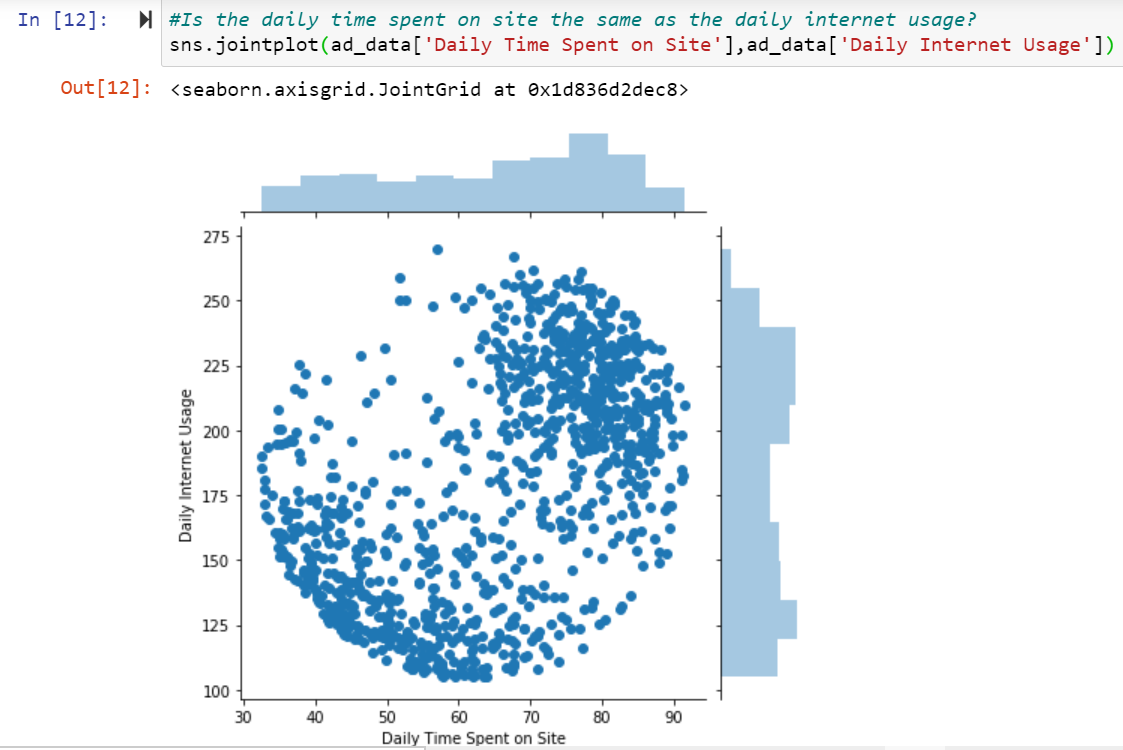 In [12]:
#Is the daily time spent on site the same as the daily internet usage?
sns.jointplot(ad_data['Daily Time Spent on Site'],ad_data['Daily Internet Usage'])
Out[12]:
<seaborn.axisgrid.JointGrid at 0x1d836d2dec8>
275
250
225
200
175
150
125
100
Daily Internet Usage
30 40 50 60 70 80 90
Daily Time Spent on Site